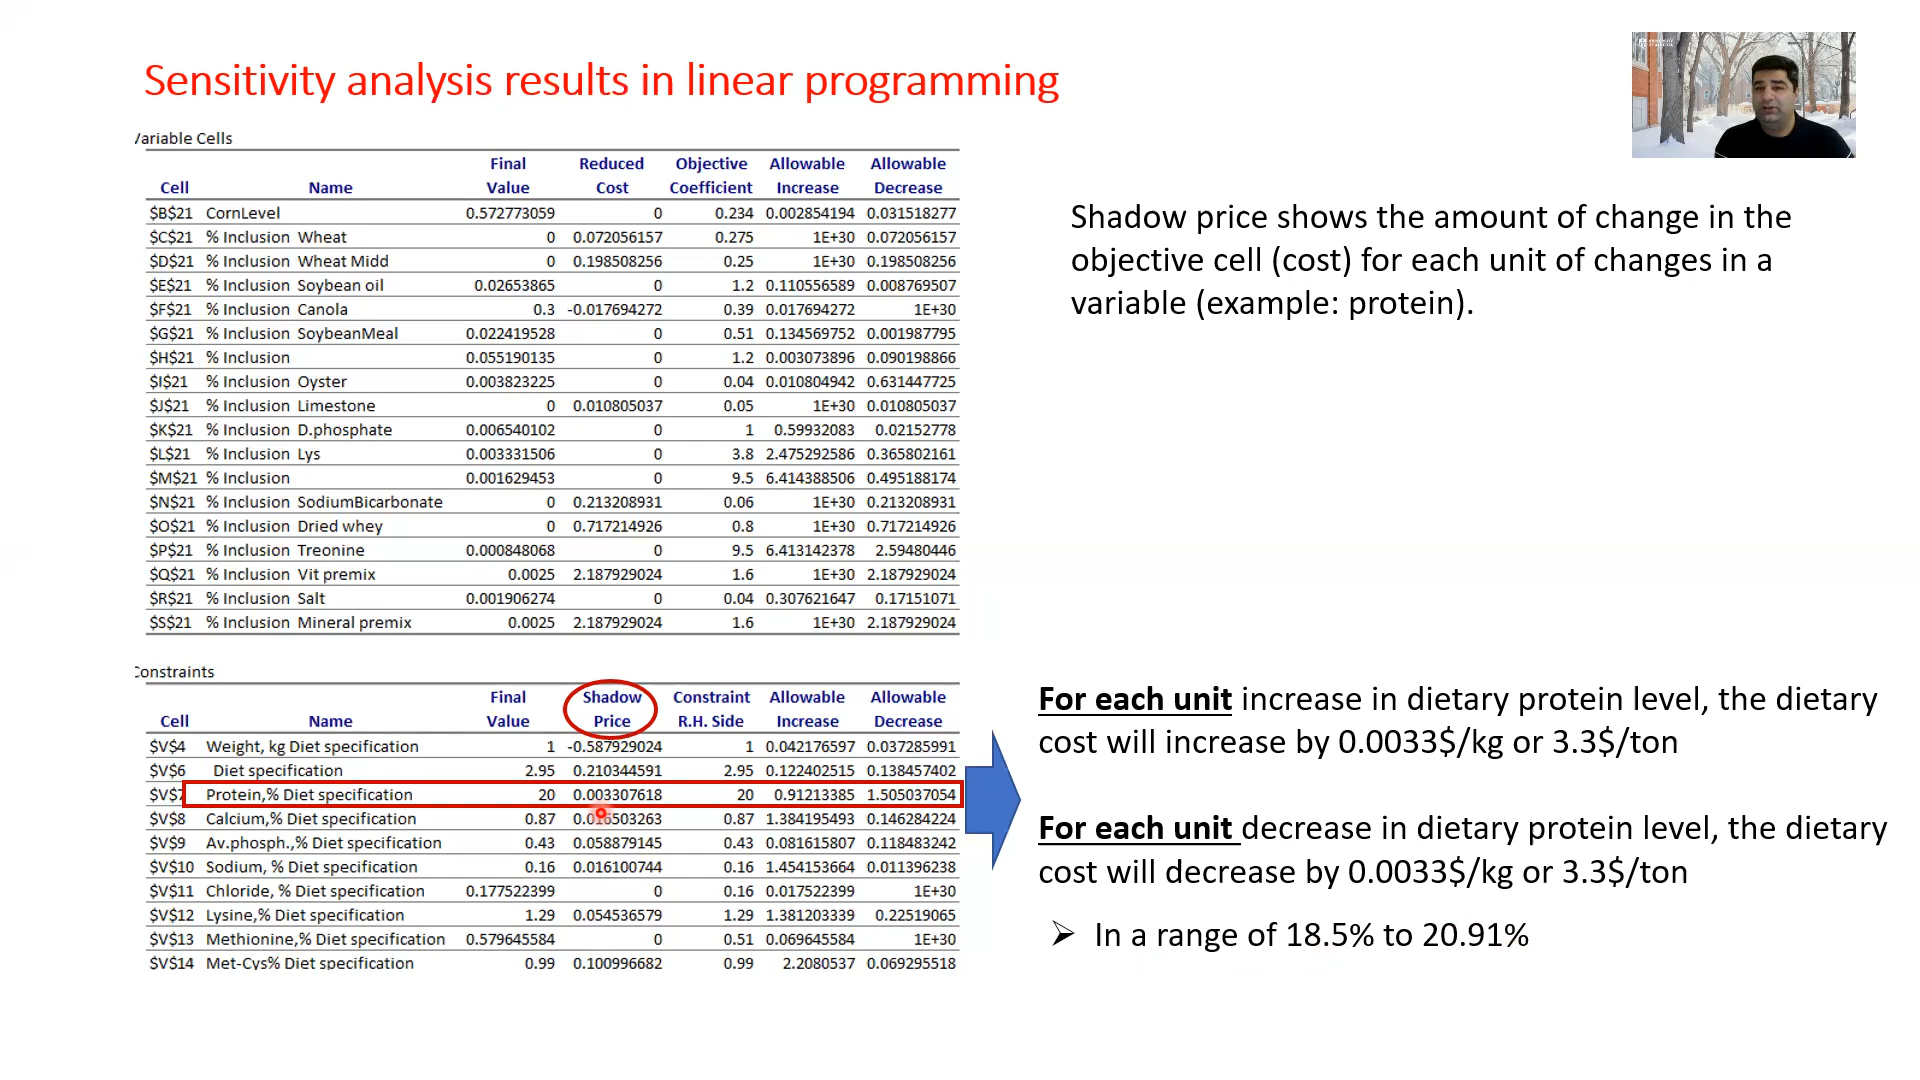 Sensitivity analysis results in linear programming
Variable Cells
Final Reduced Objective Allowable Allowable
Cell Name Value Cost Coefficient Increase Decrease
$B$21 CornLevel 0.572773059 0 0.234 0.002854194 0.031518277
$C$21 % Inclusion Wheat 0 0.072056157 0.275 1E+30 0.072056157
$D$21 % Inclusion Wheat Midd 0 0.198508256 0.25 1E+30 0.198508256
$E$21 % Inclusion Soybean oil 0.02653865 0 1.2 0.110556589 0.008769507
$F$21 % Inclusion Canola 0.3 -0.017694272 0.39 0.017694272 1E+30
$G$21 % Inclusion SoybeanMeal 0.022419528 0 0.51 0.134569752 0.001987795
$H$21 % Inclusion 0.055190135 0 1.2 0.003073896 0.090198866
$I$21 % Inclusion Oyster 0.003823225 0 0.04 0.010804942 0.631447725
$J$21 % Inclusion Limestone 0 0.010805037 0.05 1E+30 0.010805037
$K$21 % Inclusion D.phosphate 0.006540102 0 1 0.59932083 0.02152778
$L$21 % Inclusion Lys 0.003331506 0 3.8 2.475292586 0.365802161
$M$21 % Inclusion 0.001629453 0 9.5 6.414388506 0.495188174
$N$21 % Inclusion SodiumBicarbonate 0 0.213208931 0.06 1E+30 0.213208931
$O$21 % Inclusion Dried whey 0 0.717214926 0.8 1E+30 0.717214926
$P$21 % Inclusion Treonine 0.000848068 0 9.5 6.413142378 2.59480446
$Q$21 % Inclusion Vit premix 0.0025 2.187929024 1.6 1E+30 2.187929024
$R$21 % Inclusion Salt 0.001906274 0 0.04 0.307621647 0.17151071
$S$21 % Inclusion Mineral premix 0.0025 2.187929024 1.6 1E+30 2.187929024
Constraints
Final Shadow Constraint Allowable Allowable
Cell Name Value Price R.H. Side Increase Decrease
$V$4 Weight, kg Diet specification 1 -0.587929024 1 0.042176597 0.037285991
$V$6 Diet specification 2.95 0.210344591 2.95 0.122402515 0.138457402
$V$7 Protein,% Diet specification 20 0.003307618 20 0.91213385 1.505037054
$V$8 Calcium,% Diet specification 0.87 0.016503263 0.87 1.384195493 0.146284224
$V$9 Av.phosph.,% Diet specification 0.43 0.058879145 0.43 0.081615807 0.118483242
$V$10 Sodium, % Diet specification 0.16 0.016100744 0.16 1.454153664 0.011396238
$V$11 Chloride, % Diet specification 0.177522399 0 0.16 0.017522399 1E+30
$V$12 Lysine,% Diet specification 1.29 0.054536579 1.29 1.381203339 0.22519065
$V$13 Methionine,% Diet specification 0.579645584 0 0.51 0.069645584 1E+30
$V$14 Met-Cys% Diet specification 0.99 0.100996682 0.99 2.2080537 0.069295518
Shadow price shows the amount of change in the
objective cell (cost) for each unit of changes in a
variable (example: protein).
For each unit increase in dietary protein level, the dietary
cost will increase by 0.0033$/kg or 3.3$/ton
For each unit decrease in dietary protein level, the dietary
cost will decrease by 0.0033$/kg or 3.3$/ton
➢ In a range of 18.5% to 20.91%